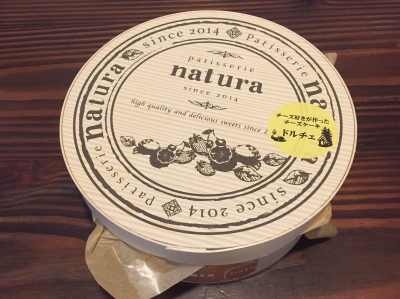 patisserie
natura
since 2014
high quality and delicious sweets since 2
Patisserie natura since 2014 Patisserie na
since 2014
チーズ好きが作った
チーズケーキ
ドルチェ